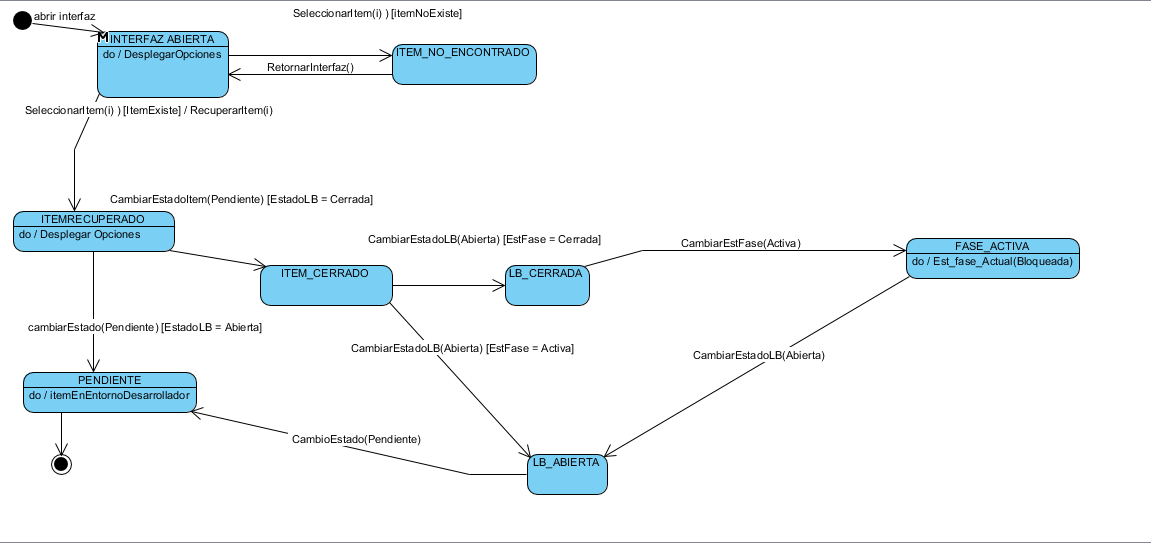 abrir interfaz
SeleccionarItem(i) ) [itemNoExiste]
INTERFAZ ABIERTA
do / DesplegarOpciones
ITEM_NO_ENCONTRADO
RetornarInterfaz()
SeleccionarItem(i) ) [ItemExiste] / RecuperarItem(i)
CambiarEstadoItem(Pendiente) [EstadoLB = Cerrada]
ITEMRECUPERADO
do / Desplegar Opciones
CambiarEstadoLB(Abierta) [EstFase = Cerrada]
CambiarEstFase(Activa)
FASE_ACTIVA
do / Est_fase_Actual(Bloqueada)
ITEM_CERRADO
LB_CERRADA
cambiarEstado(Pendiente) [EstadoLB = Abierta]
CambiarEstadoLB(Abierta) [EstFase = Activa]
CambiarEstadoLB(Abierta)
PENDIENTE
do / itemEnEntornoDesarrollador
CambioEstado(Pendiente)
LB_ABIERTA